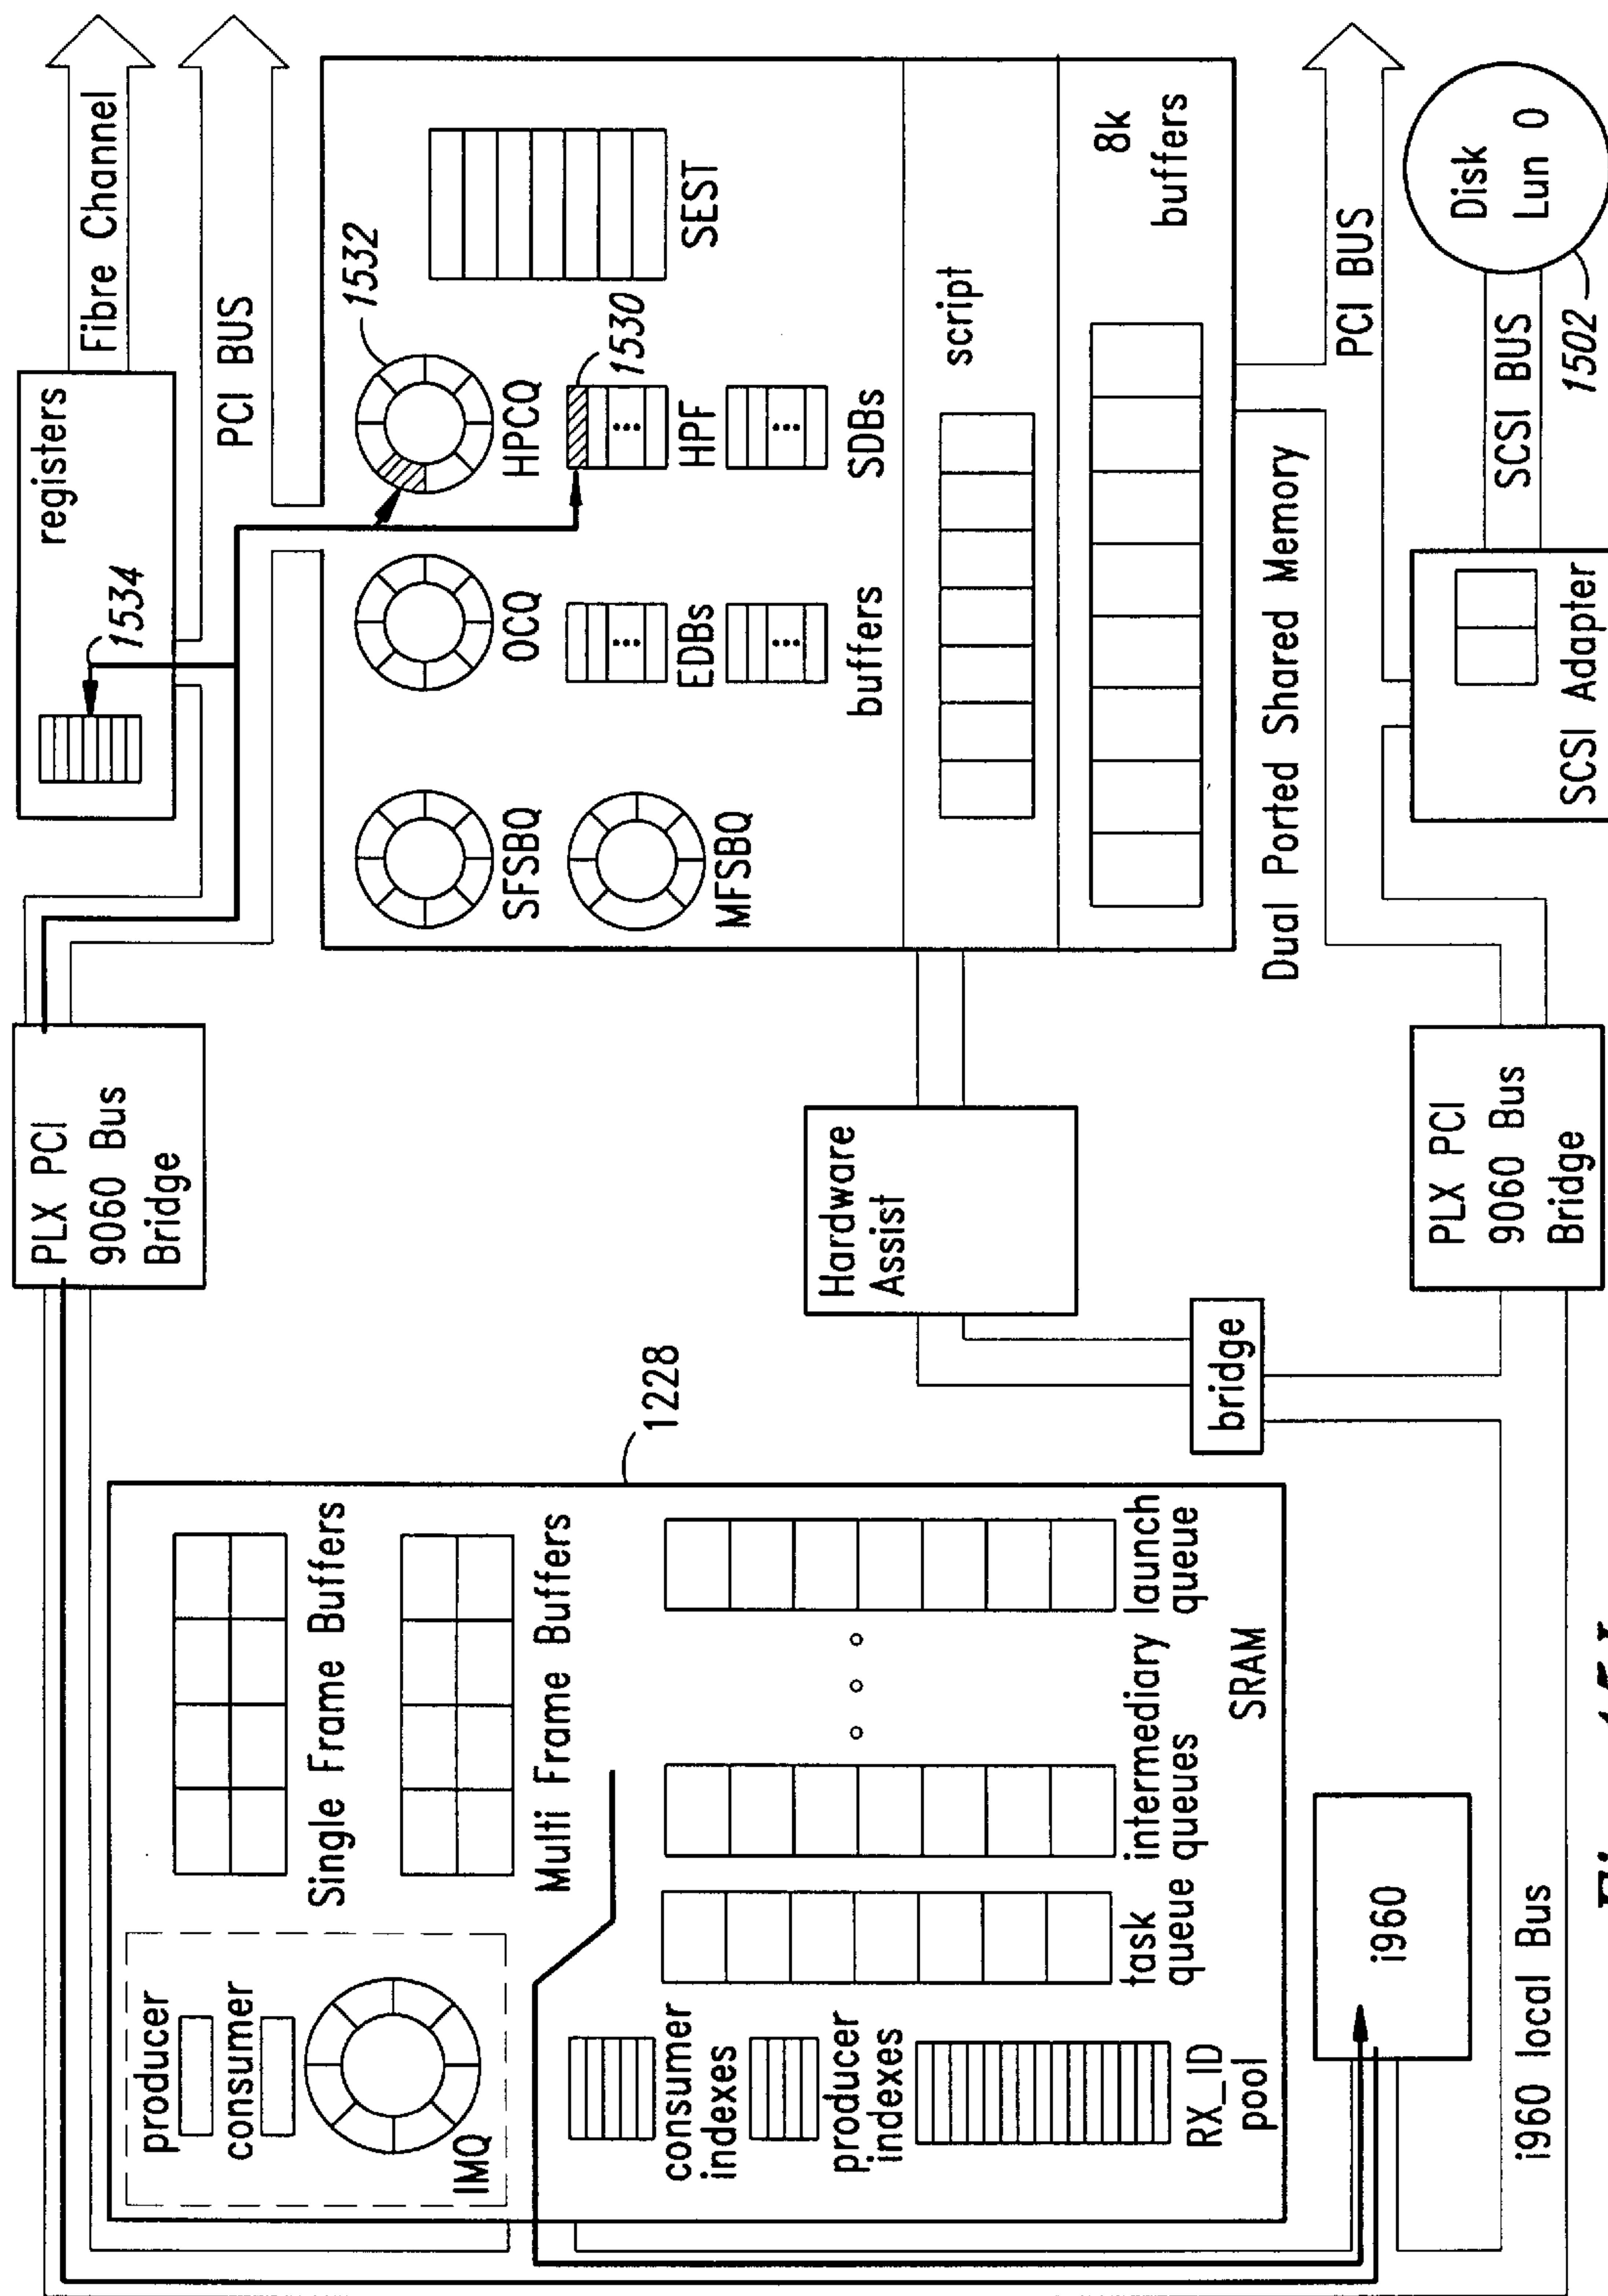 PLX PCI
9060 Bus
Bridge
registers
1534
Fibre Channel
PCI BUS
1228
producer
consumer
IMQ
Single Frame Buffers
Multi Frame Buffers
consumer
indexes
producer
indexes
RX_ID
pool
task
queue
intermediary
queues
launch
queue
SRAM
i960
i960 local Bus
Hardware
Assist
bridge
SFSBQ
MFSBQ
OCQ
EDBs
buffers
HPCQ
1532
1530
HPF
SDBs
SEST
script
8k
buffers
Dual Ported Shared Memory
PLX PCI
9060 Bus
Bridge
PCI BUS
SCSI Adapter
SCSI BUS
Disk
Lun 0
1502